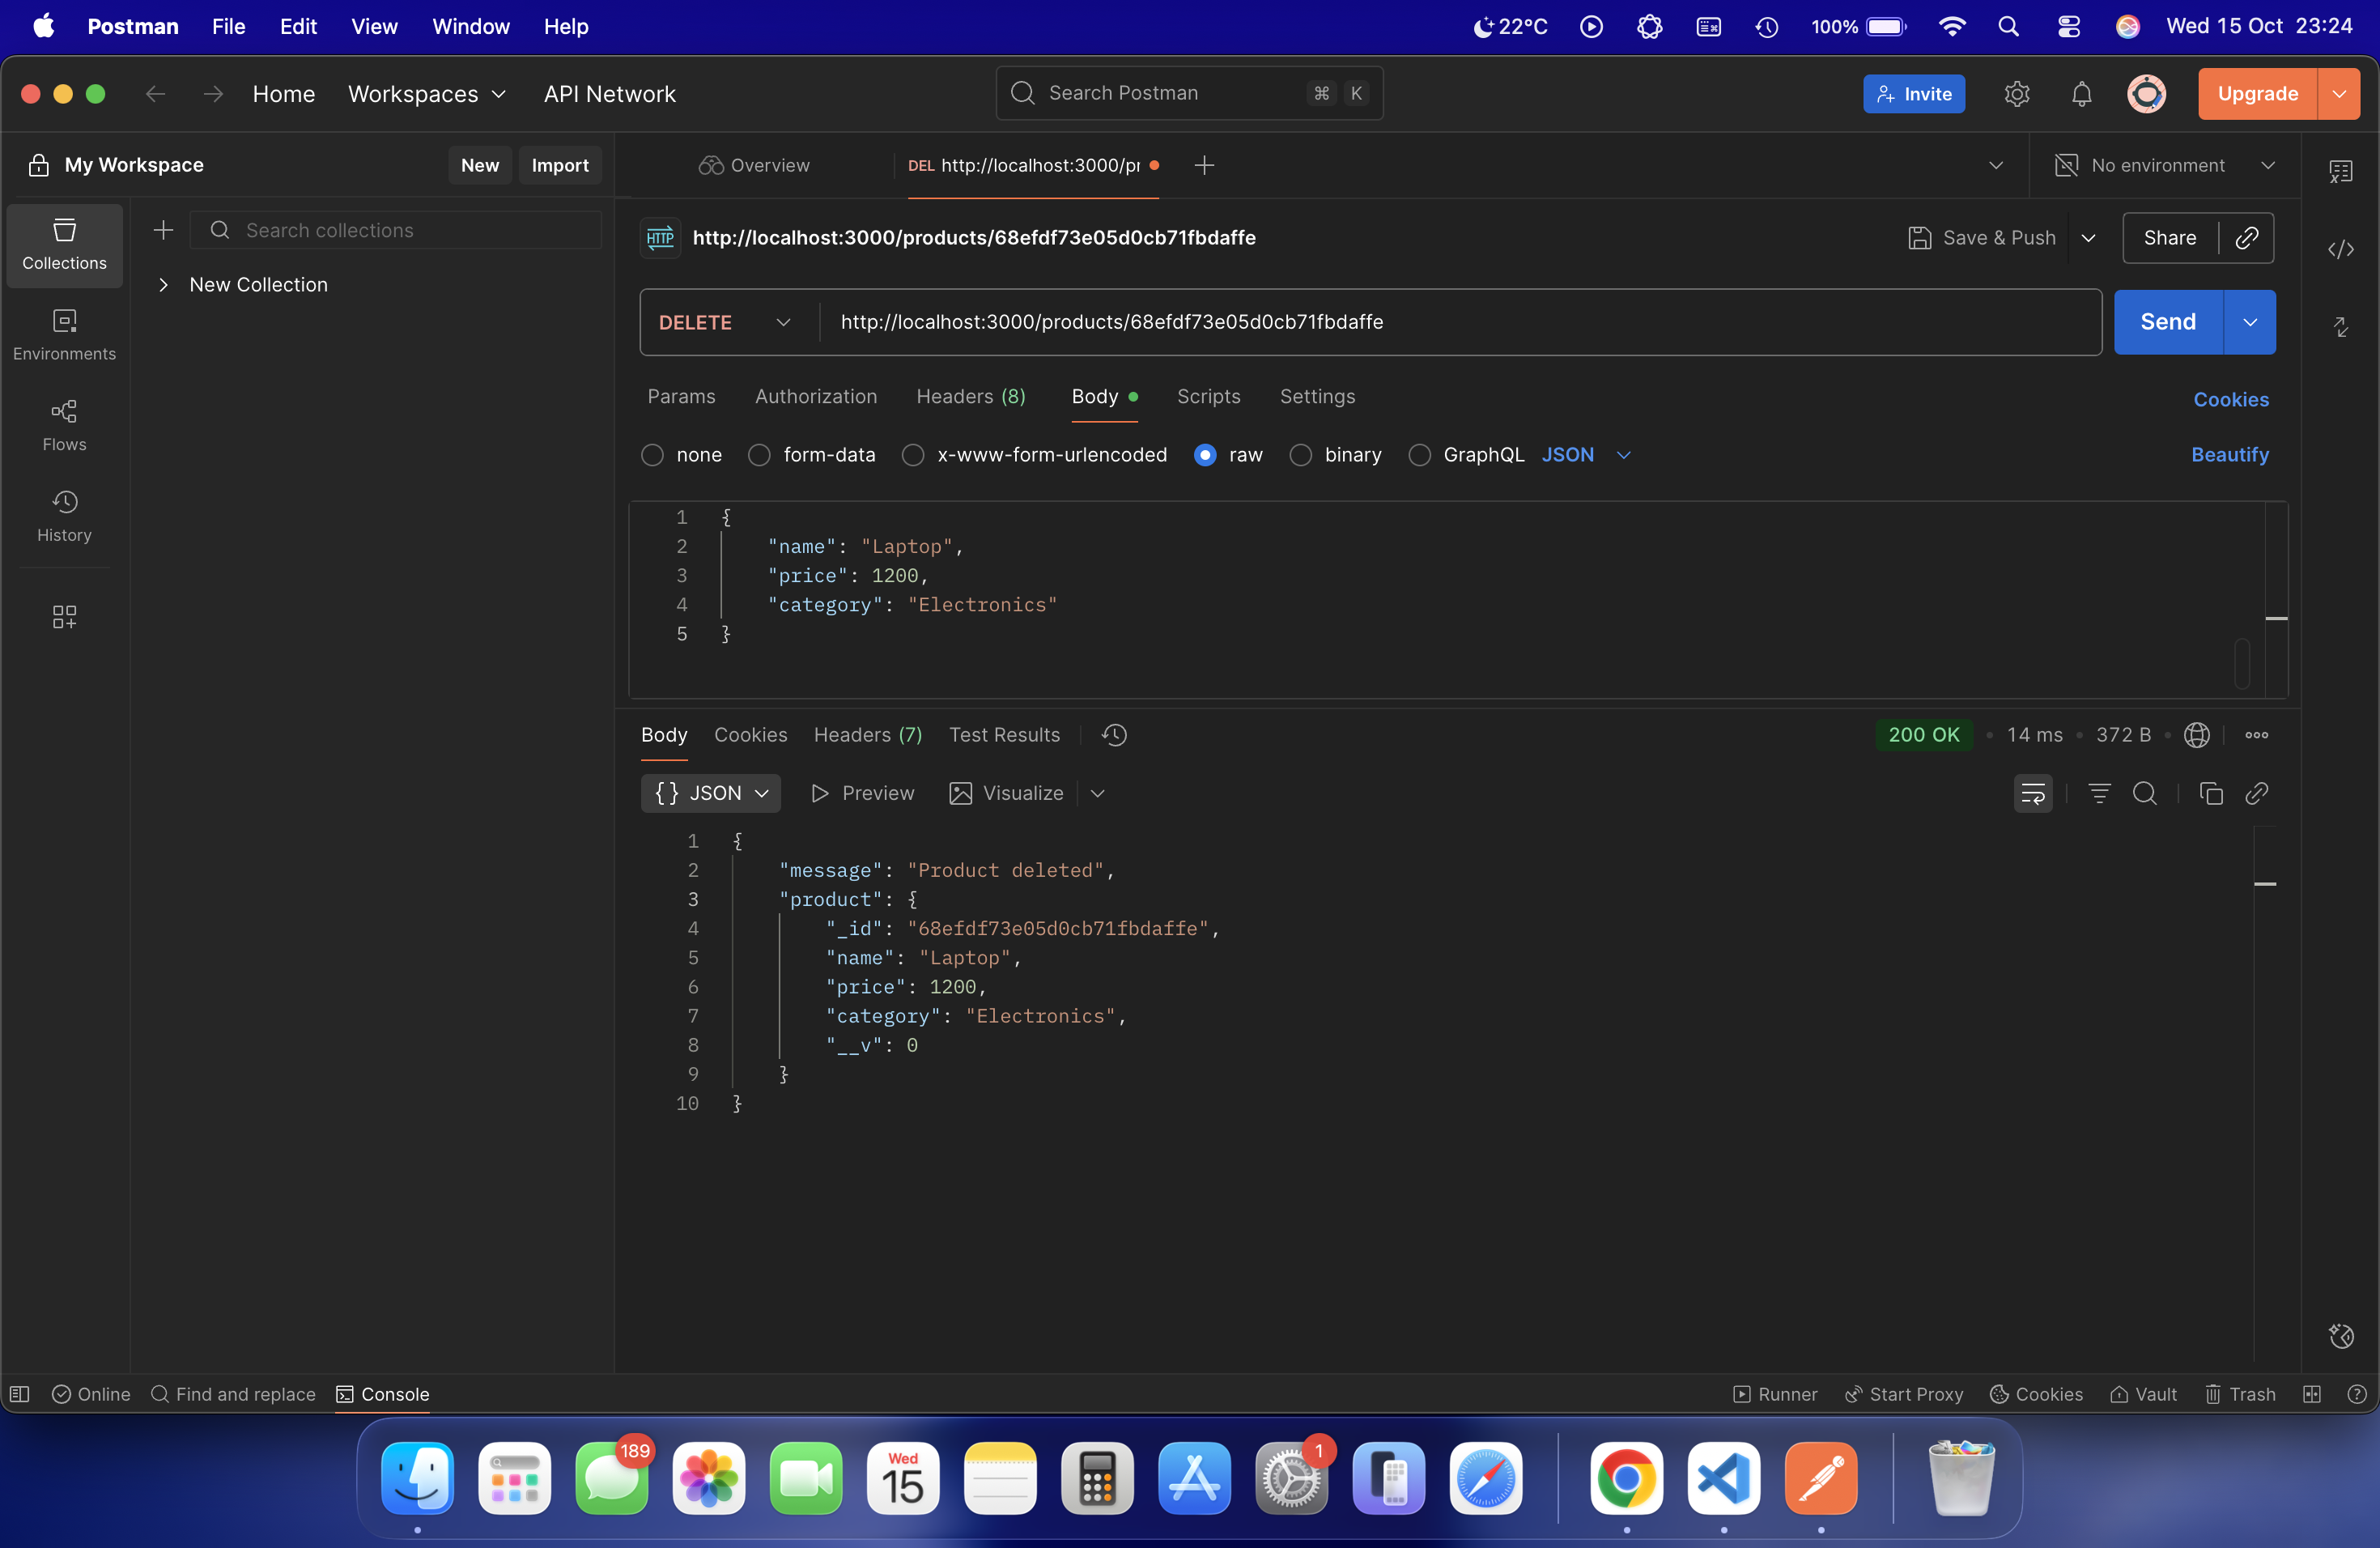 Postman File Edit View Window Help 22°C 100% Wed 15 Oct 23:24
Home Workspaces API Network Search Postman ⌘ K Invite Upgrade
My Workspace New Import Overview DEL http://localhost:3000/pr No environment
Collections
Search collections
New Collection
Environments
Flows
History
HTTP http://localhost:3000/products/68efdf73e05d0cb71fbdaffe Save & Push Share
DELETE http://localhost:3000/products/68efdf73e05d0cb71fbdaffe Send
Params Authorization Headers (8) Body Scripts Settings Cookies
none form-data x-www-form-urlencoded raw binary GraphQL JSON Beautify
1 {
2 "name": "Laptop",
3 "price": 1200,
4 "category": "Electronics"
5 }
Body Cookies Headers (7) Test Results 200 OK • 14 ms • 372 B
{} JSON Preview Visualize
1 {
2 "message": "Product deleted",
3 "product": {
4 "_id": "68efdf73e05d0cb71fbdaffe",
5 "name": "Laptop",
6 "price": 1200,
7 "category": "Electronics",
8 "__v": 0
9 }
10 }
Online Find and replace Console Runner Start Proxy Cookies Vault Trash
189
Wed
15
1